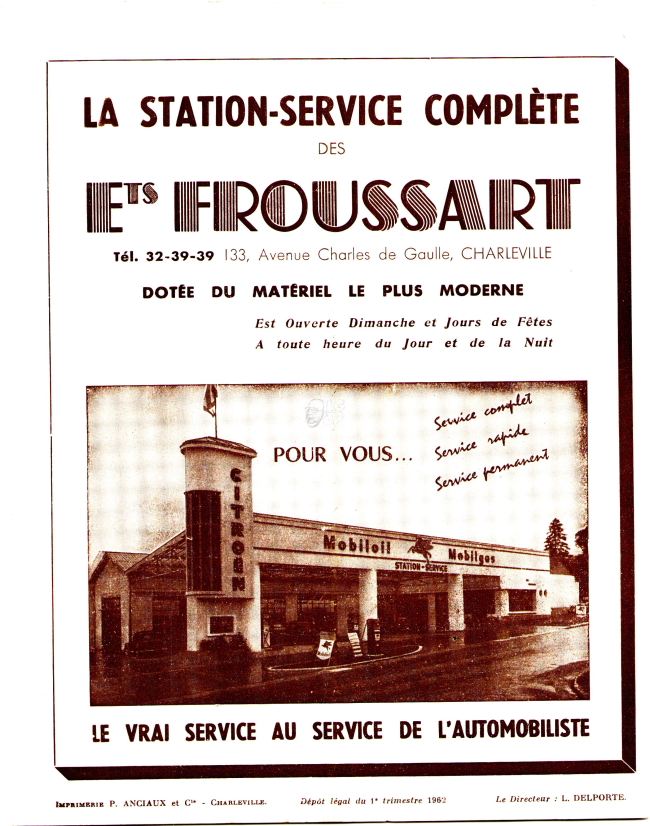 LA STATION-SERVICE COMPLÈTE
DES
ETS FROUSSART
Tél. 32-39-39 133, Avenue Charles de Gaulle, CHARLEVILLE
DOTÉE DU MATÉRIEL LE PLUS MODERNE
Est Ouverte Dimanche et Jours de Fêtes
A toute heure du Jour et de la Nuit
POUR VOUS...
Service complet
Service rapide
Service permanent
CITROEN
Mobiloil Mobilgas
STATION-SERVICE
LE VRAI SERVICE AU SERVICE DE L'AUTOMOBILISTE
IMPRIMERIE P. ANCIAUX et Cie - CHARLEVILLE. Dépôt légal du 1e trimestre 1962 Le Directeur : L. DELPORTE.